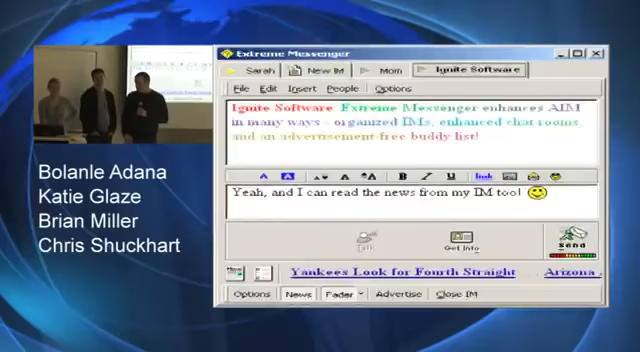 Extreme Messenger
Sarah New IM Mom Ignite Software
File Edit Insert People Options
Ignite Software Extreme Messenger enhances AIM
in many ways - organized IMs, enhanced chat rooms,
and an advertisement-free buddy list!
A A A A A B I U link
Yeah, and I can read the news from my IM too!
Talk Get Info Send
Yankees Look for Fourth Straight Arizona
Options News Fader Advertise Close IM
Bolanle Adana
Katie Glaze
Brian Miller
Chris Shuckhart